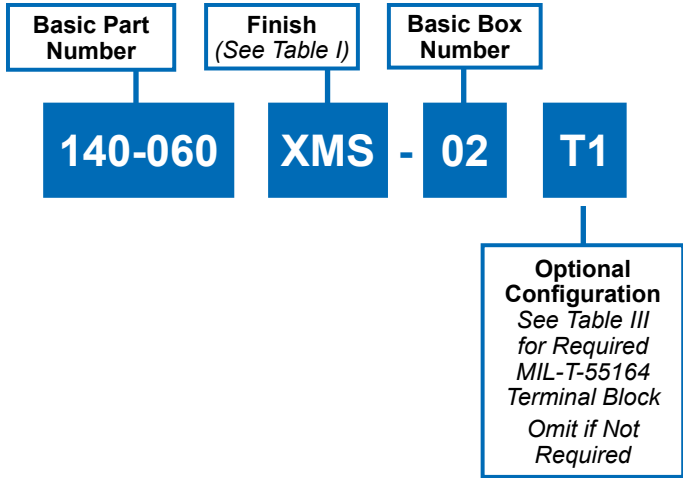 Basic Part
Number
Finish
(See Table I)
Basic Box
Number
140-060 XMS - 02 T1
Optional
Configuration
See Table III
for Required
MIL-T-55164
Terminal Block
Omit if Not
Required